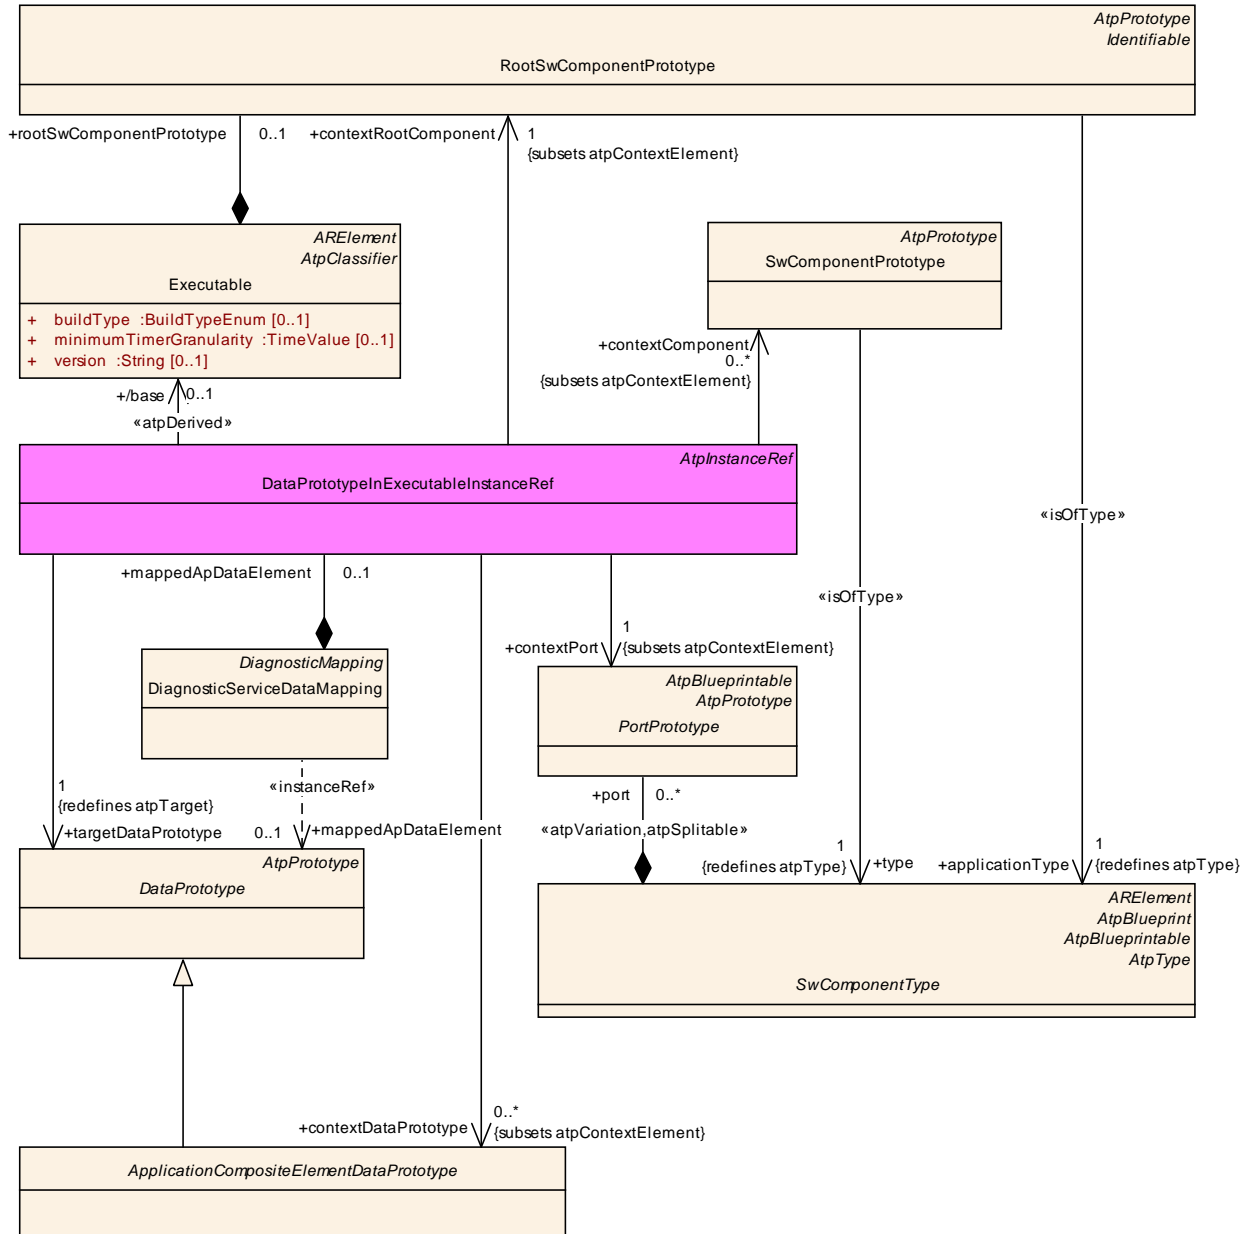 AtpPrototype
Identifiable
RootSwComponentPrototype
+rootSwComponentPrototype 0..1 +contextRootComponent 1
{subsets atpContextElement}
ARElement
AtpClassifier
Executable
+ buildType :BuildTypeEnum [0..1]
+ minimumTimerGranularity :TimeValue [0..1]
+ version :String [0..1]
AtpPrototype
SwComponentPrototype
+contextComponent
0..*
{subsets atpContextElement}
+/base 0..1
«atpDerived»
AtpInstanceRef
DataPrototypeInExecutableInstanceRef
«isOfType»
+mappedApDataElement 0..1
«isOfType»
1
+contextPort {subsets atpContextElement}
DiagnosticMapping
DiagnosticServiceDataMapping
AtpBlueprintable
AtpPrototype
PortPrototype
1
{redefines atpTarget}
+targetDataPrototype
«instanceRef»
0..1 +mappedApDataElement
+port 0..*
«atpVariation,atpSplitable»
1
{redefines atpType} +type
1
+applicationType {redefines atpType}
AtpPrototype
DataPrototype
ARElement
AtpBlueprint
AtpBlueprintable
AtpType
SwComponentType
0..*
+contextDataPrototype {subsets atpContextElement}
ApplicationCompositeElementDataPrototype